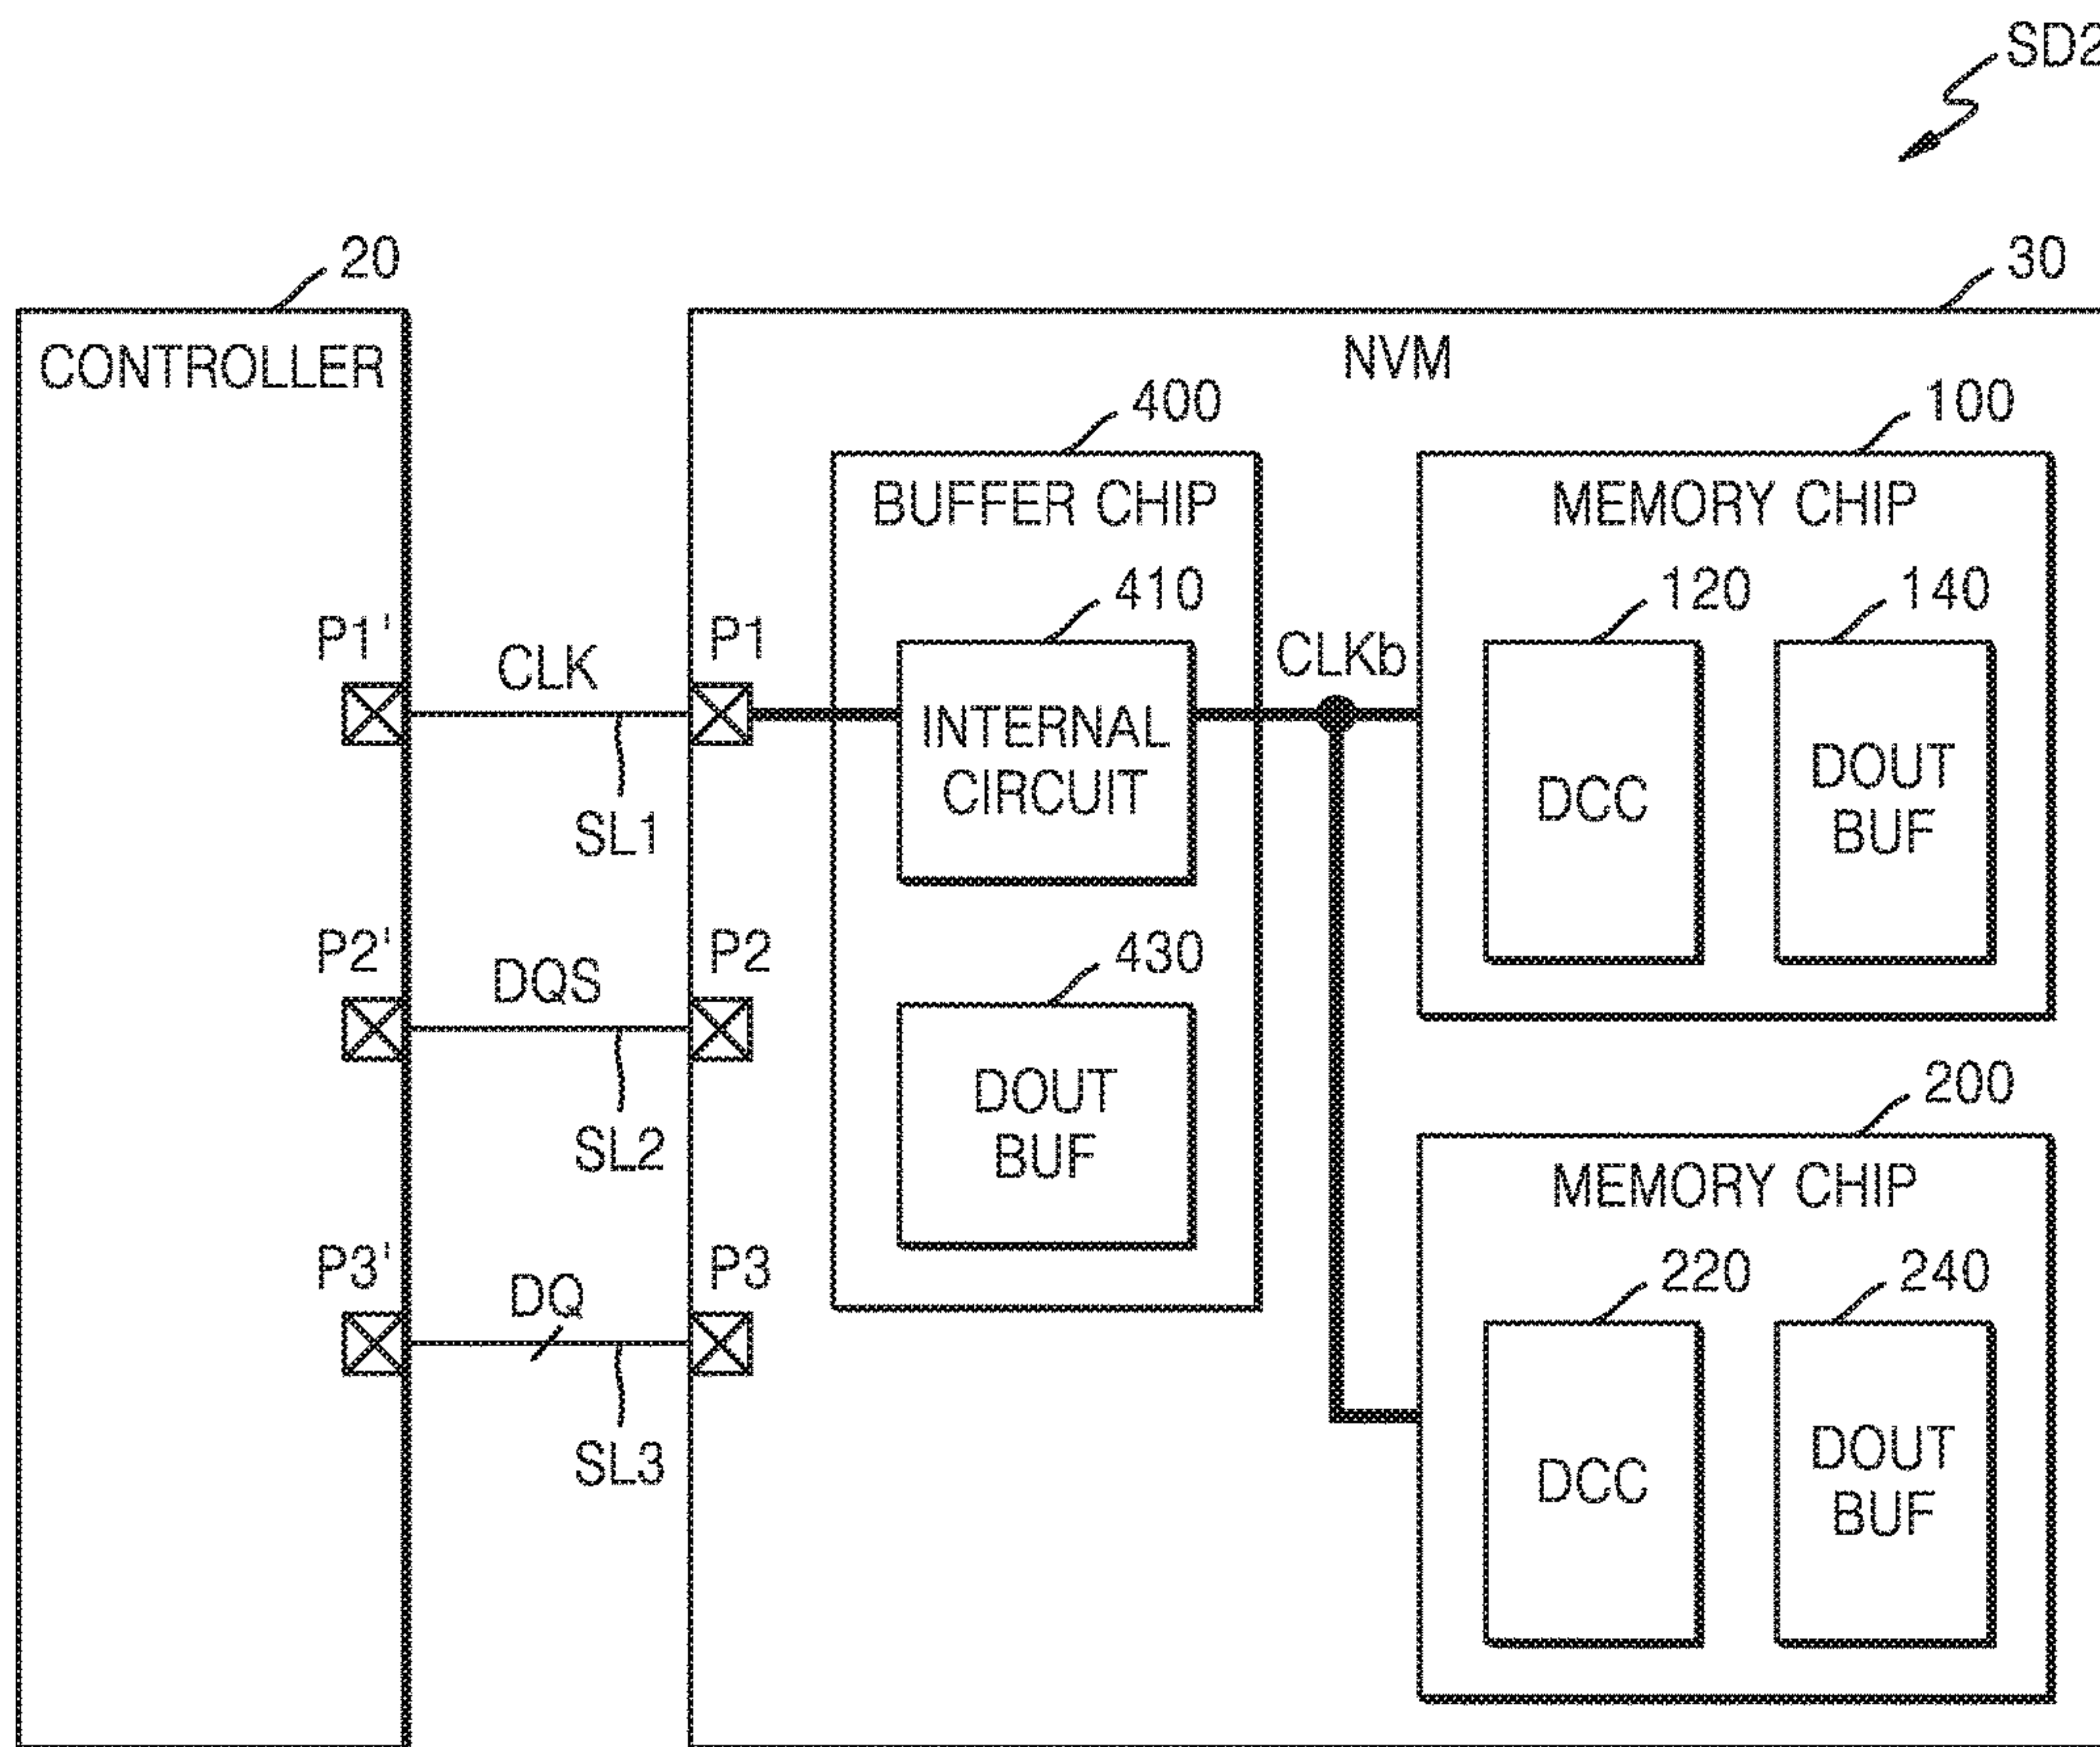 SD2
20
30
CONTROLLER
NVM
400
100
BUFFER CHIP
MEMORY CHIP
410
120
140
P1'
CLK
P1
CLKb
INTERNAL
CIRCUIT
DCC
DOUT
BUF
SL1
P2'
DQS
P2
430
DOUT
BUF
SL2
200
MEMORY CHIP
P3'
DQ
P3
220
240
SL3
DCC
DOUT
BUF